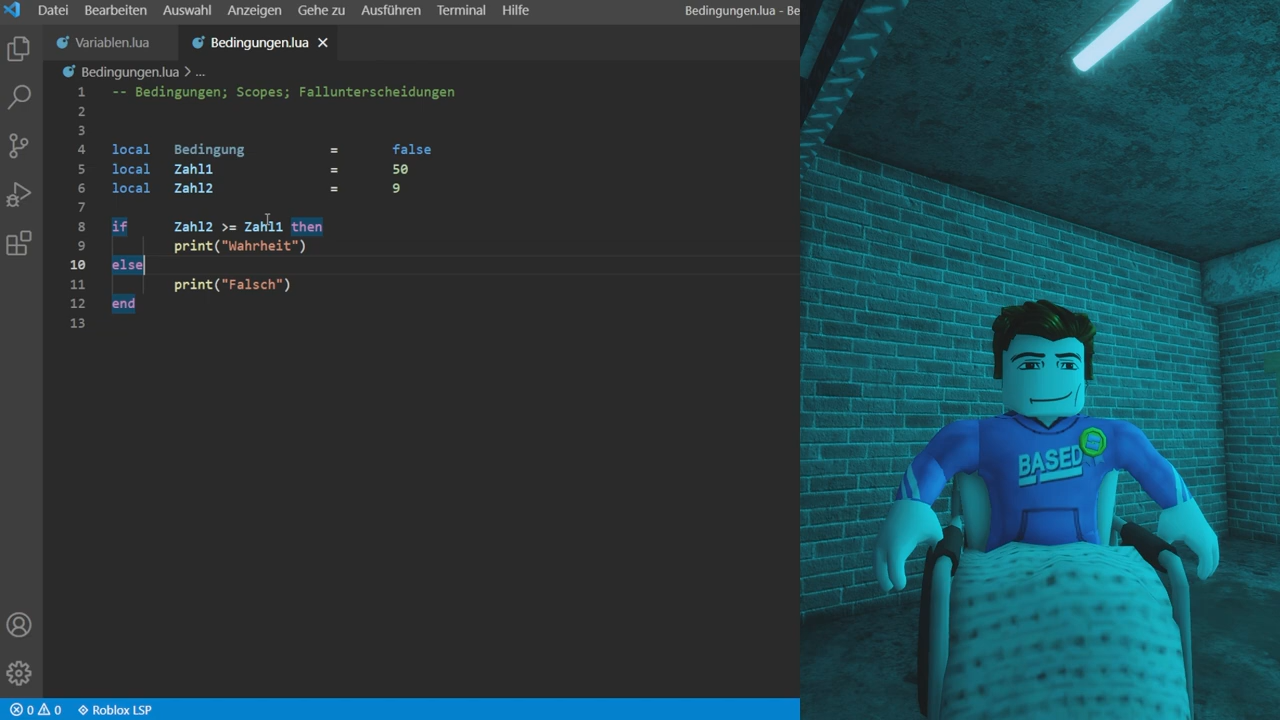 Datei Bearbeiten Auswahl Anzeigen Gehe zu Ausführen Terminal Hilfe Bedingungen.lua - Be
Variablen.lua Bedingungen.lua
Bedingungen.lua > ...
1 -- Bedingungen; Scopes; Fallunterscheidungen
2
3
4 local Bedingung = false
5 local Zahl1 = 50
6 local Zahl2 = 9
7
8 if Zahl2 >= Zahl1 then
9 print("Wahrheit")
10 else
11 print("Falsch")
12 end
13
0 0 Roblox LSP
BASED